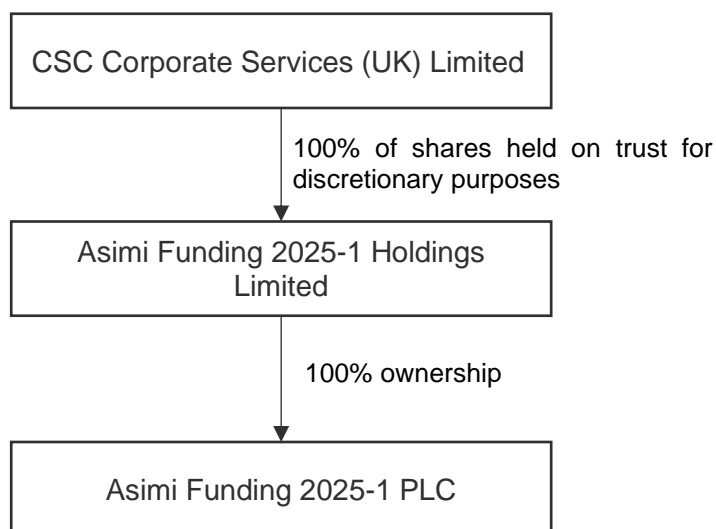 CSC Corporate Services (UK) Limited
100% of shares held on trust for
discretionary purposes
Asimi Funding 2025-1 Holdings
Limited
100% ownership
Asimi Funding 2025-1 PLC